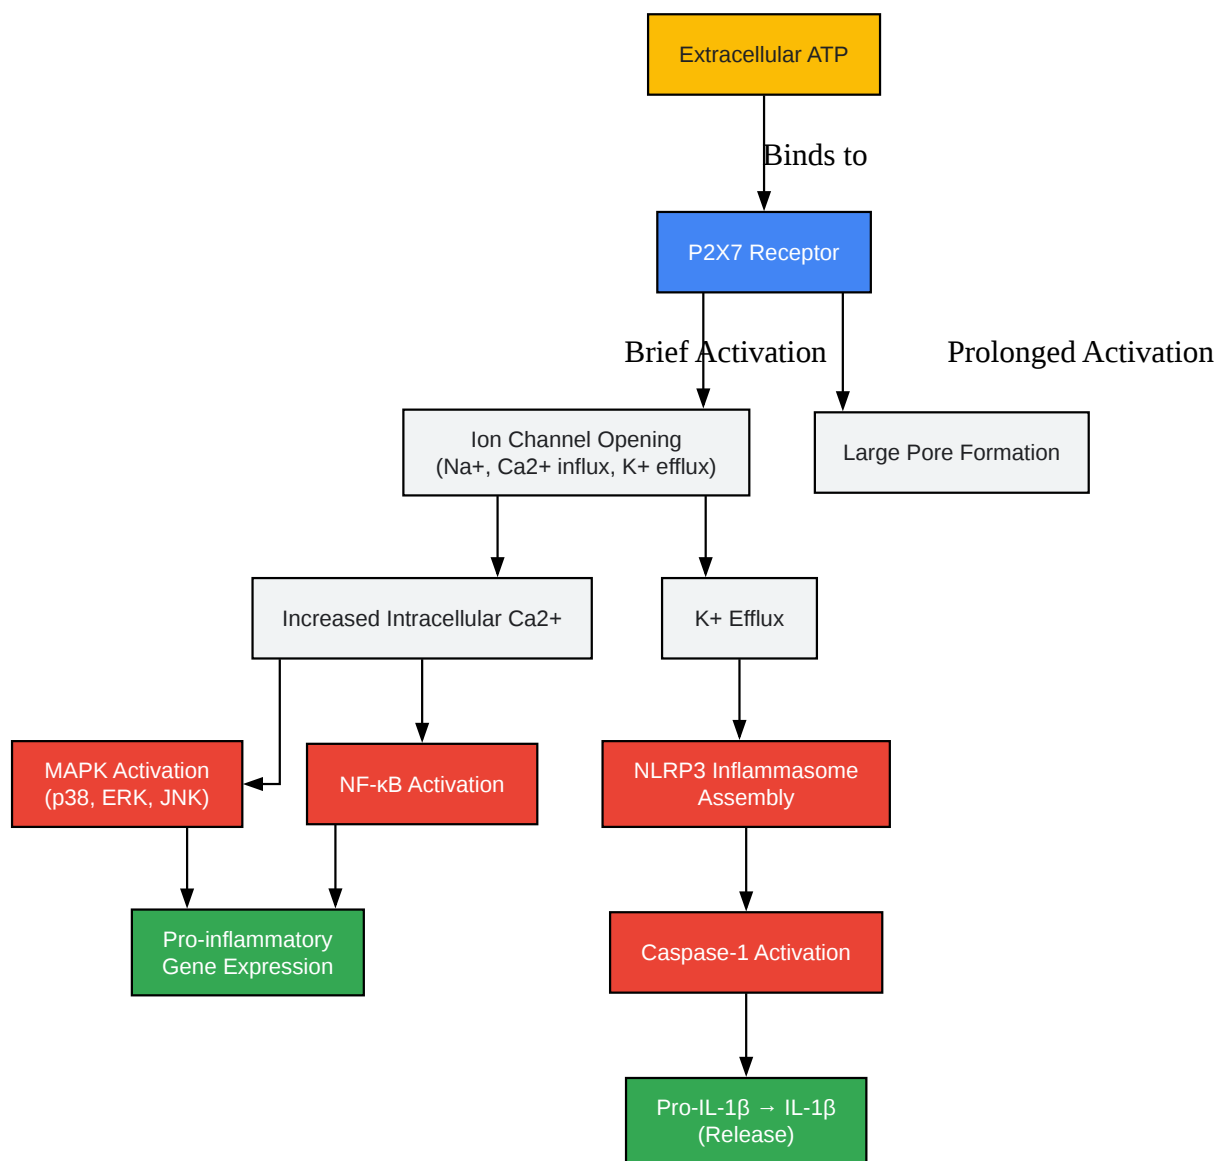 Extracellular ATP
Binds to
P2X7 Receptor
Brief Activation
Prolonged Activation
Ion Channel Opening
(Na+, Ca2+ influx, K+ efflux)
Large Pore Formation
Increased Intracellular Ca2+
K+ Efflux
MAPK Activation
(p38, ERK, JNK)
NF-κB Activation
NLRP3 Inflammasome
Assembly
Pro-inflammatory
Gene Expression
Caspase-1 Activation
Pro-IL-1β → IL-1β
(Release)